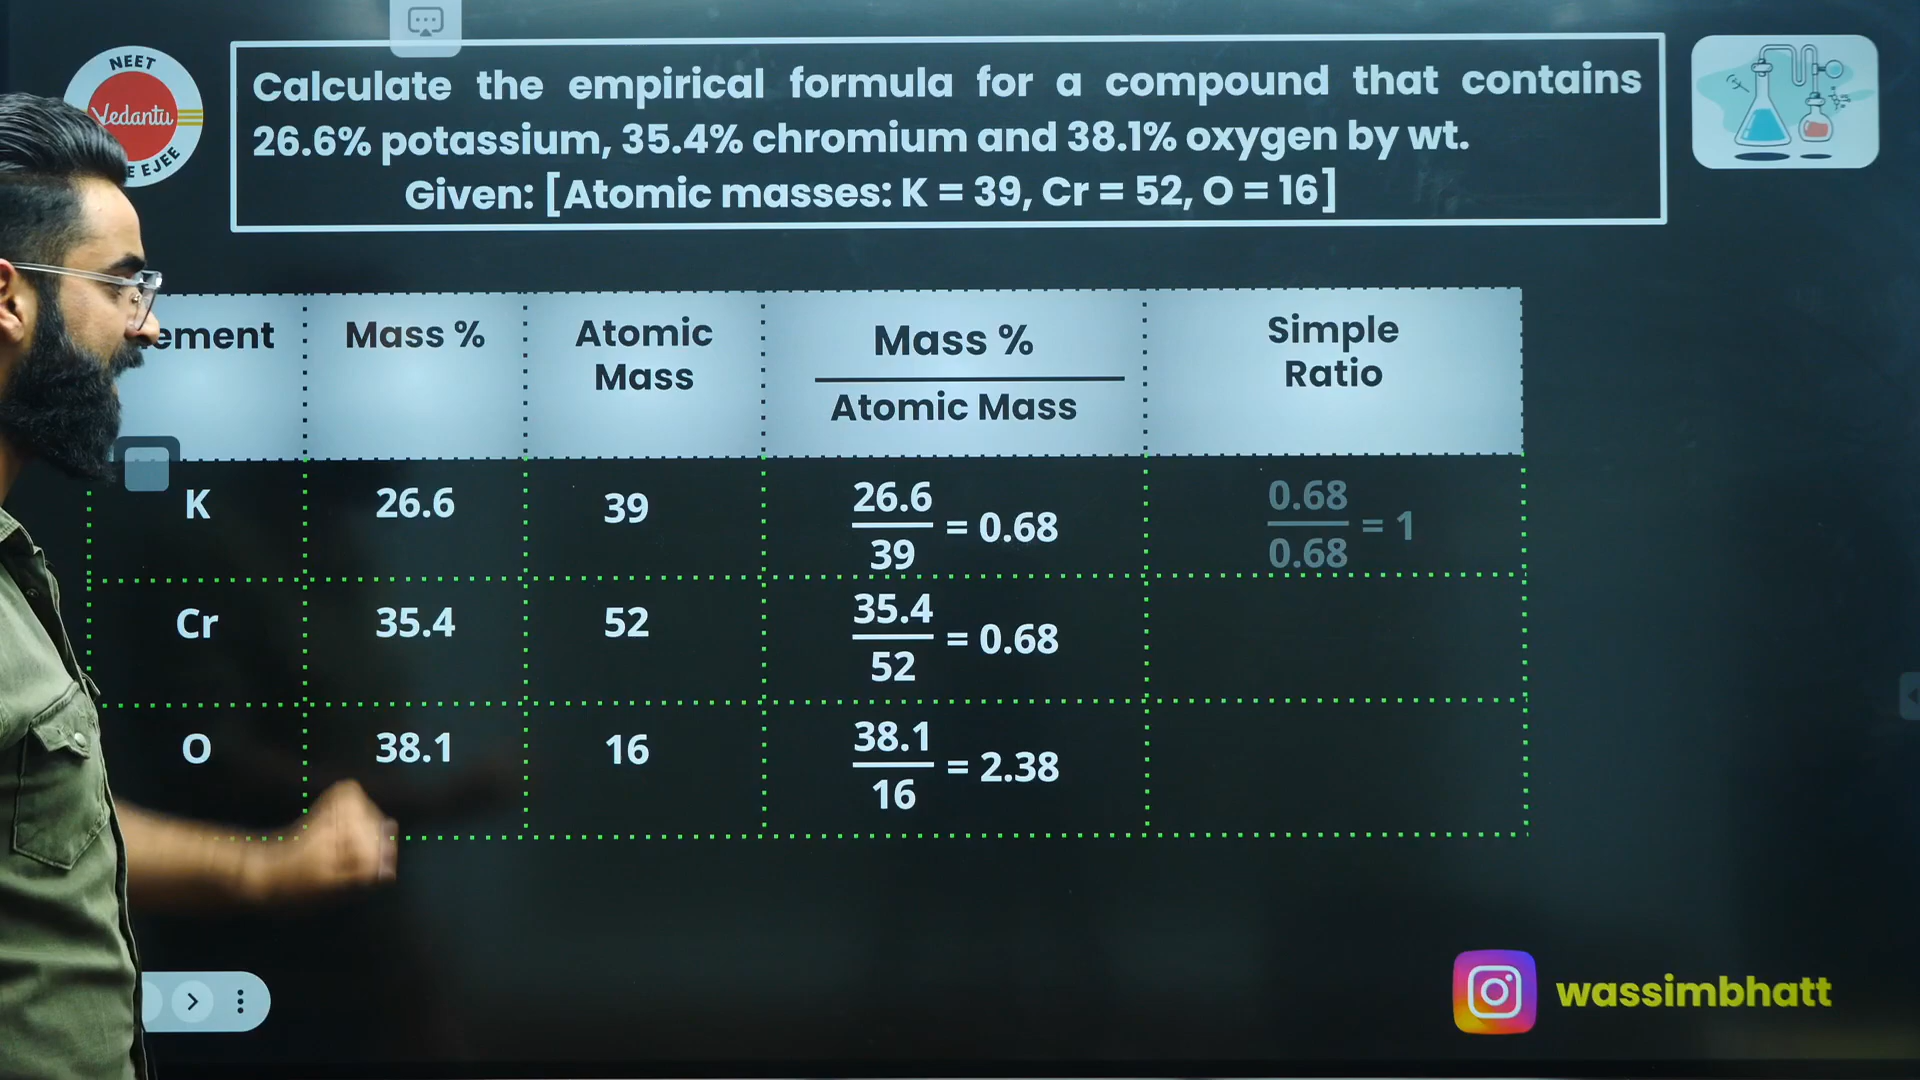 NEET
Vedantu
E EJEE
Calculate the empirical formula for a compound that contains
26.6% potassium, 35.4% chromium and 38.1% oxygen by wt.
Given: [Atomic masses: K = 39, Cr = 52, O = 16]
ement
Mass %
Atomic
Mass
Mass %
Atomic Mass
Simple
Ratio
K
26.6
39
26.6
39
= 0.68
0.68
0.68
= 1
Cr
35.4
52
35.4
52
= 0.68
O
38.1
16
38.1
16
= 2.38
wassimbhatt